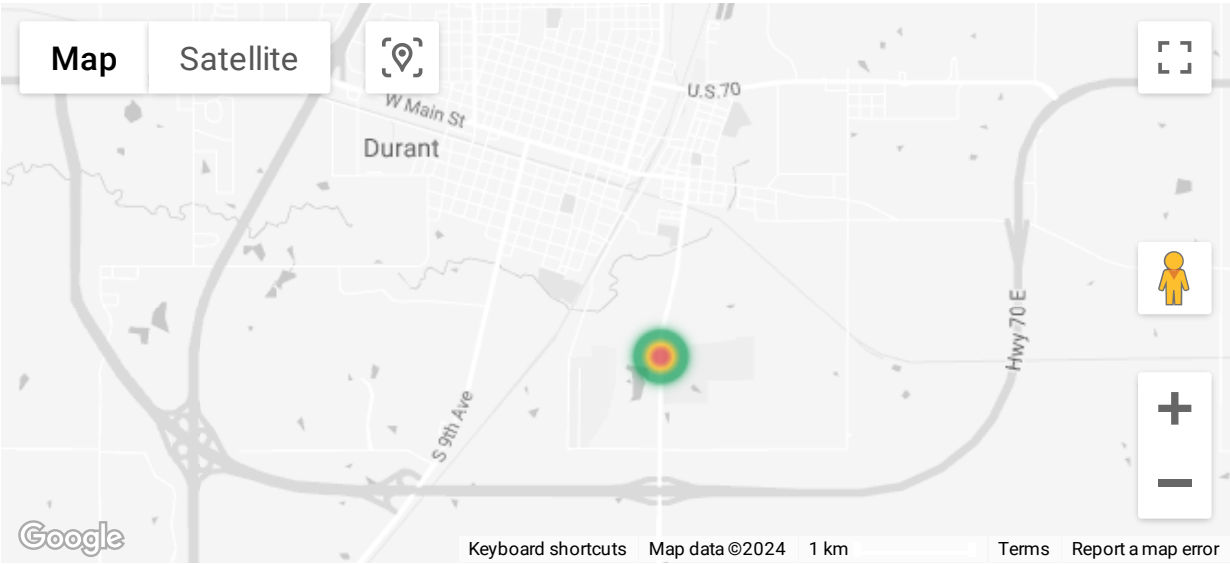 Map
Satellite
U.S.70
W Main St
Durant
Hwy 70 E
S 9th Ave
Google
Keyboard shortcuts
Map data ©2024
1 km
Terms
Report a map error